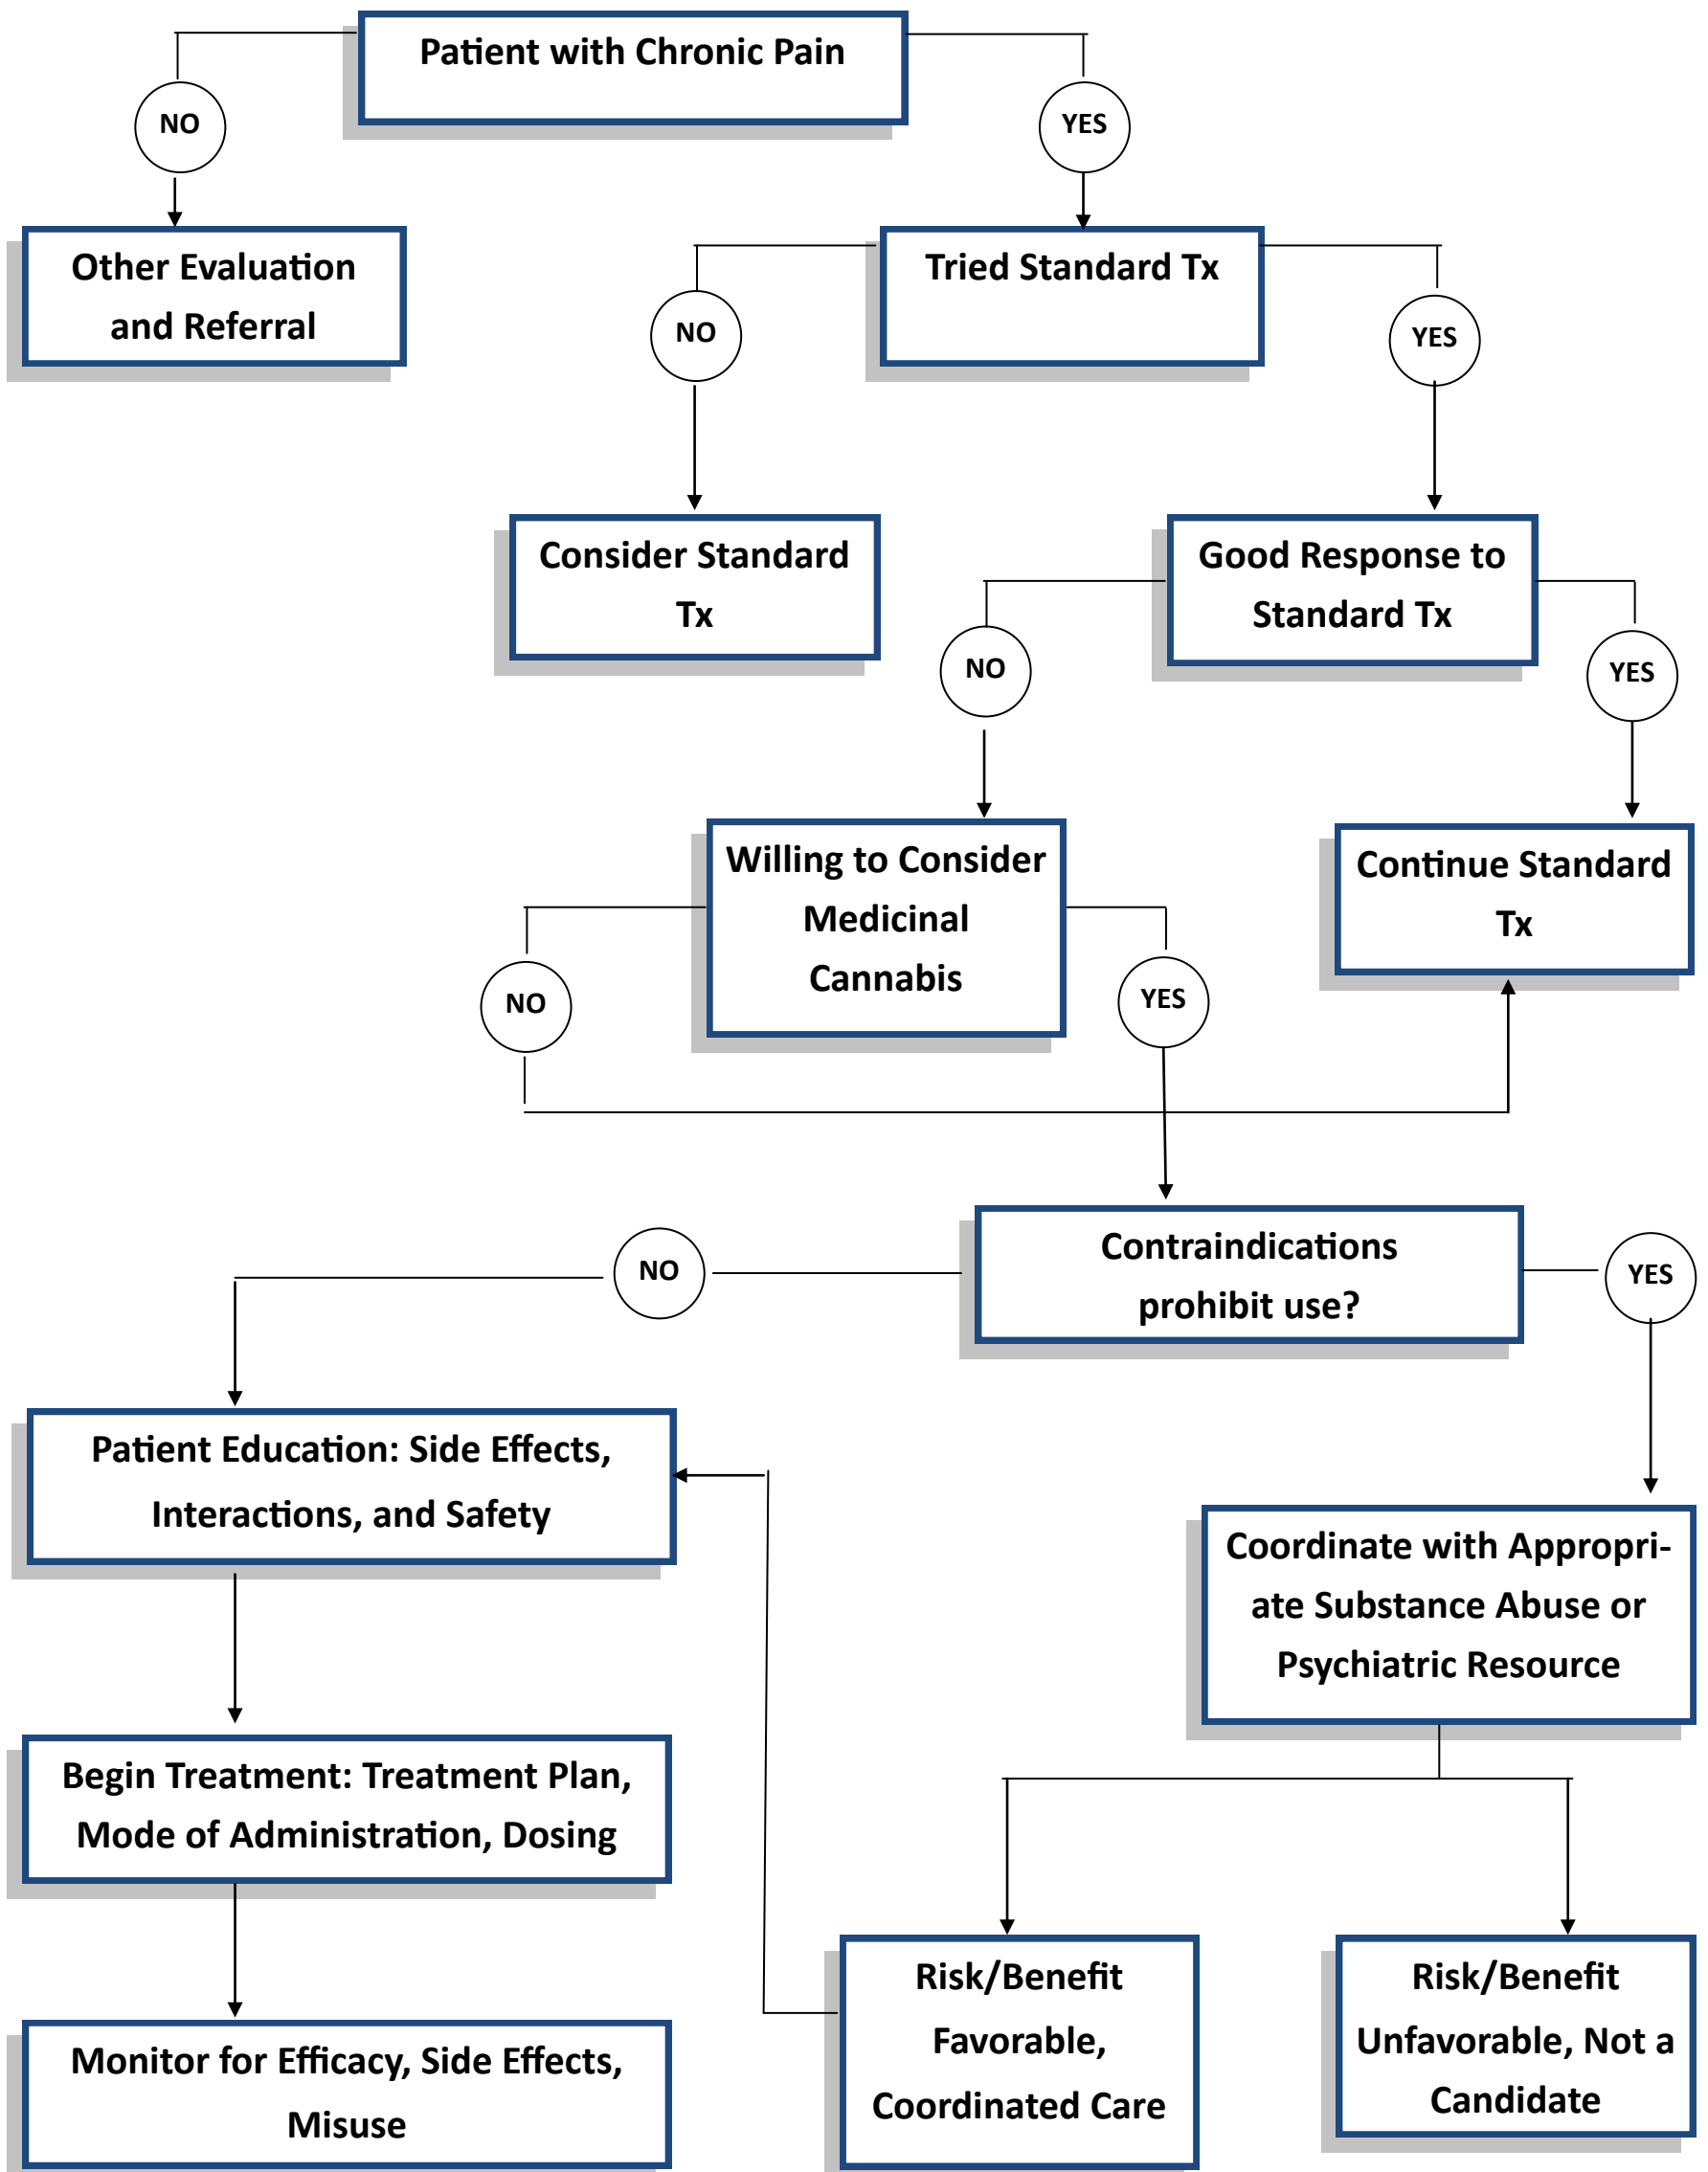 Patient with Chronic Pain
NO
YES
Other Evaluation
and Referral
Tried Standard Tx
NO
YES
Consider Standard
Tx
Good Response to
Standard Tx
NO
YES
Willing to Consider
Medicinal
Cannabis
Continue Standard
Tx
NO
YES
Contraindications
prohibit use?
NO
YES
Patient Education: Side Effects,
Interactions, and Safety
Coordinate with Appropri-
ate Substance Abuse or
Psychiatric Resource
Begin Treatment: Treatment Plan,
Mode of Administration, Dosing
Risk/Benefit
Favorable,
Coordinated Care
Risk/Benefit
Unfavorable, Not a
Candidate
Monitor for Efficacy, Side Effects,
Misuse